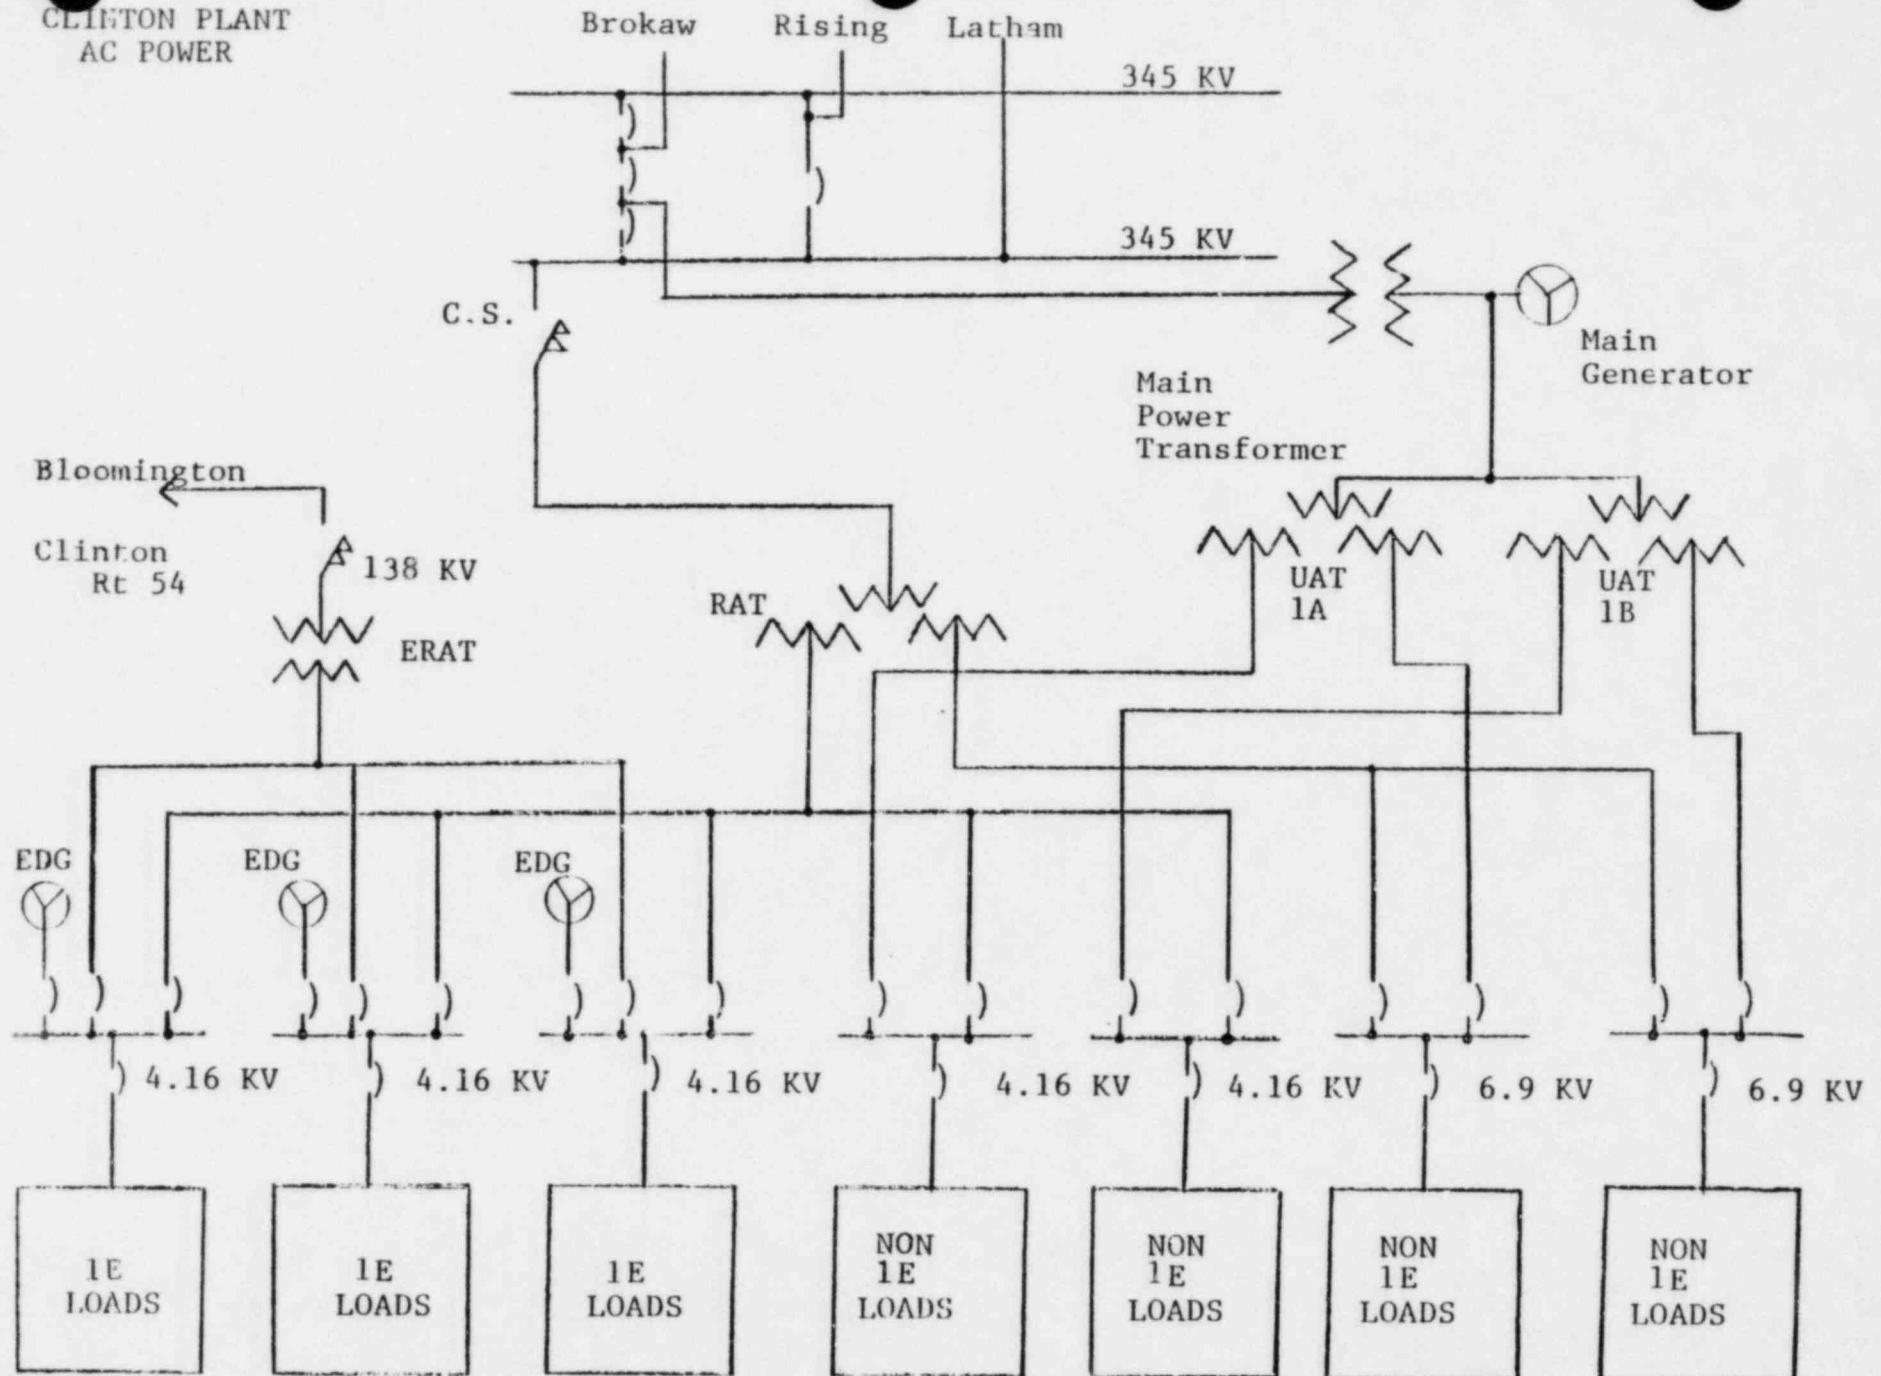 CLINTON PLANT
AC POWER
Brokaw
Rising
Latham
345 KV
345 KV
C.S.
Main
Generator
Main
Power
Transformer
Bloomington
Clinton
Rt 54
138 KV
ERAT
RAT
UAT
1A
UAT
1B
EDG
EDG
EDG
4.16 KV
4.16 KV
4.16 KV
4.16 KV
4.16 KV
6.9 KV
6.9 KV
1E
LOADS
1E
LOADS
1E
LOADS
NON
1E
LOADS
NON
1E
LOADS
NON
1E
LOADS
NON
1E
LOADS